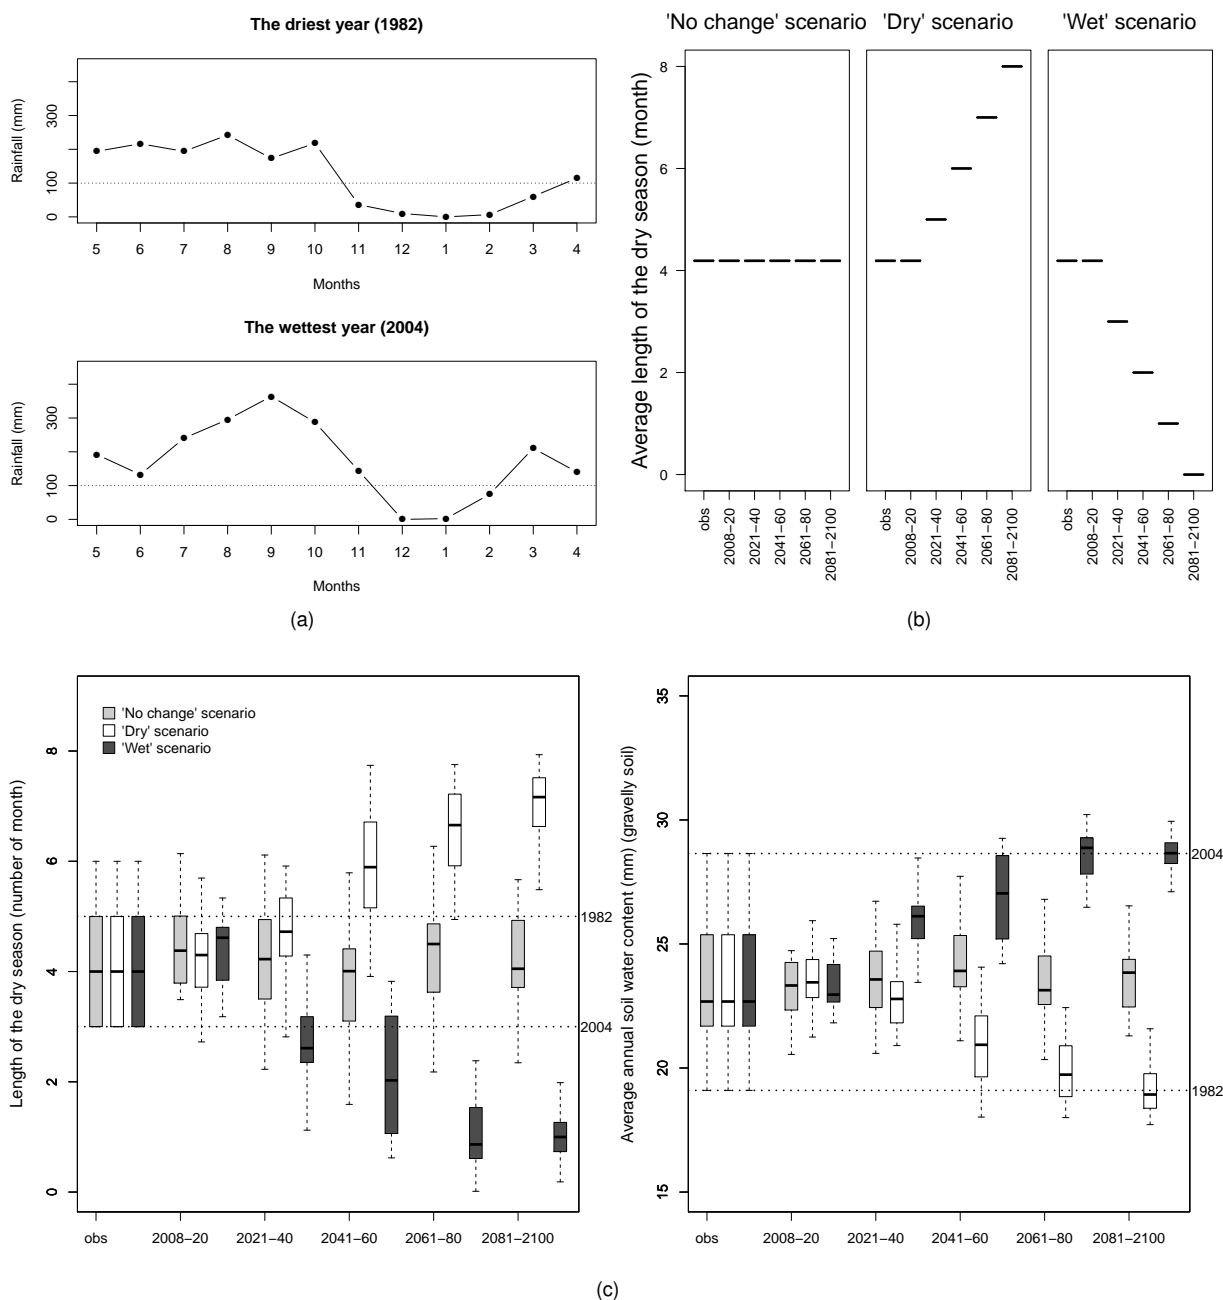 The driest year (1982)
Rainfall (mm)
300
100
0
5 6 7 8 9 10 11 12 1 2 3 4
Months
The wettest year (2004)
Rainfall (mm)
300
100
0
5 6 7 8 9 10 11 12 1 2 3 4
Months
(a)
'No change' scenario 'Dry' scenario 'Wet' scenario
Average length of the dry season (month)
8
6
4
2
0
obs 2008–20 2021–40 2041–60 2061–80 2081–2100
obs 2008–20 2021–40 2041–60 2061–80 2081–2100
obs 2008–20 2021–40 2041–60 2061–80 2081–2100
(b)
Length of the dry season (number of month)
8
6
4
2
0
'No change' scenario
'Dry' scenario
'Wet' scenario
1982
2004
obs 2008–20 2021–40 2041–60 2061–80 2081–2100
Average annual soil water content (mm) (gravelly soil)
35
30
25
20
15
2004
1982
obs 2008–20 2021–40 2041–60 2061–80 2081–2100
(c)